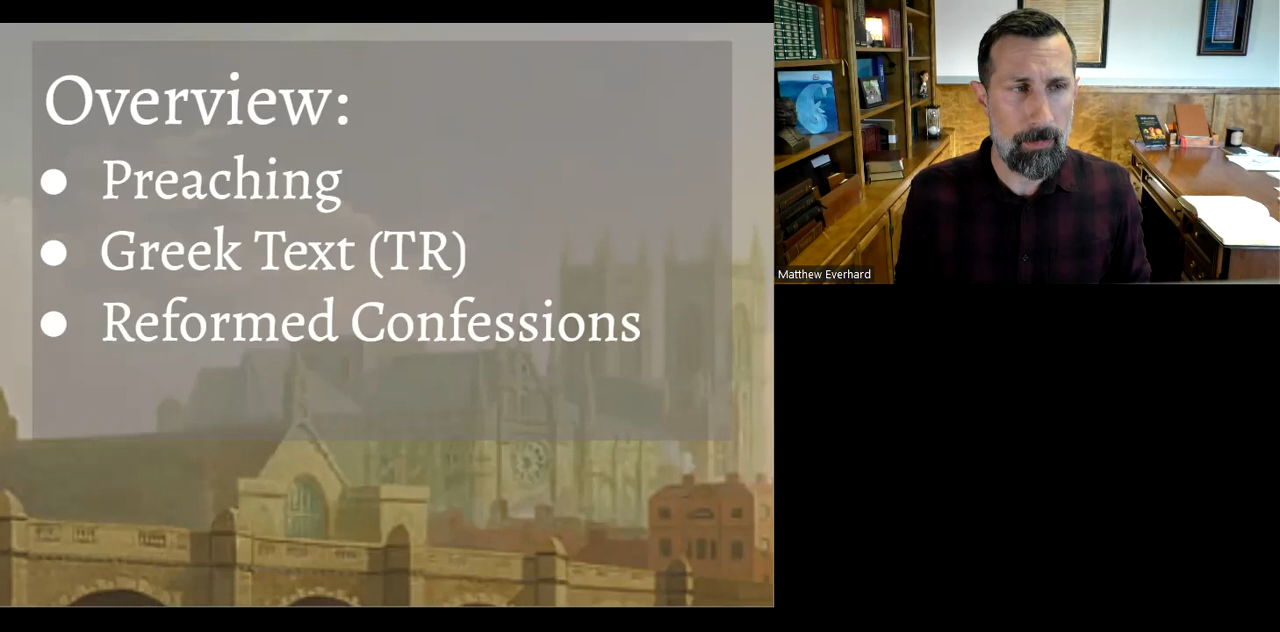 Overview:
● Preaching
● Greek Text (TR)
● Reformed Confessions
Matthew Everhard